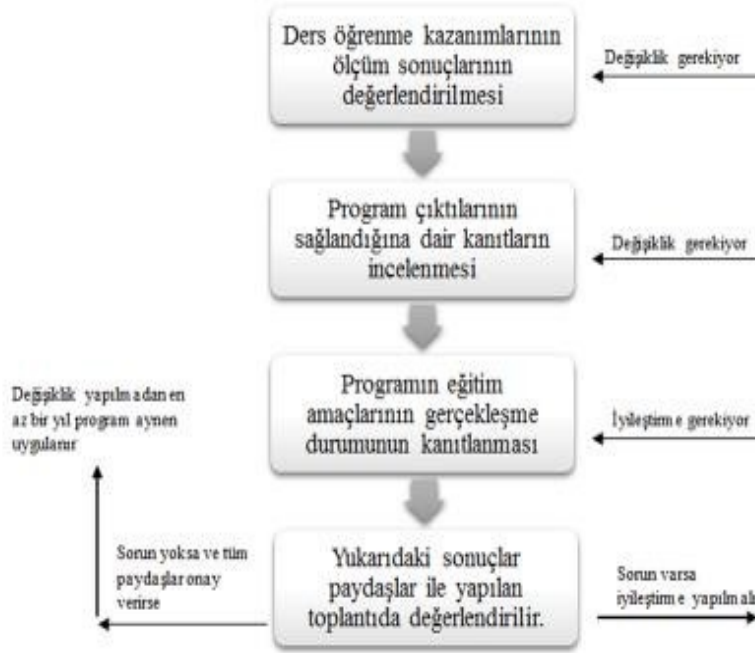 Ders öğrenme kazanımlarının
ölçüm sonuçlarının
değerlendirilmesi
Değişiklik gerekiyor
Program çıktılarının
sağlandığına dair kanıtların
incelenmesi
Değişiklik gerekiyor
Programın eğitim
amaçlarının gerçekleşme
durumunun kanıtlanması
İyileştirme gerekiyor
Değişiklik yapılmadan en
az bir yıl program aynen
uygulanır
Sorun yoksa ve tüm
paydaşlar onay
verirse
Yukarıdaki sonuçlar
paydaşlar ile yapılan
toplantıda değerlendirilir.
Sorun varsa
iyileştirme yapılmalı